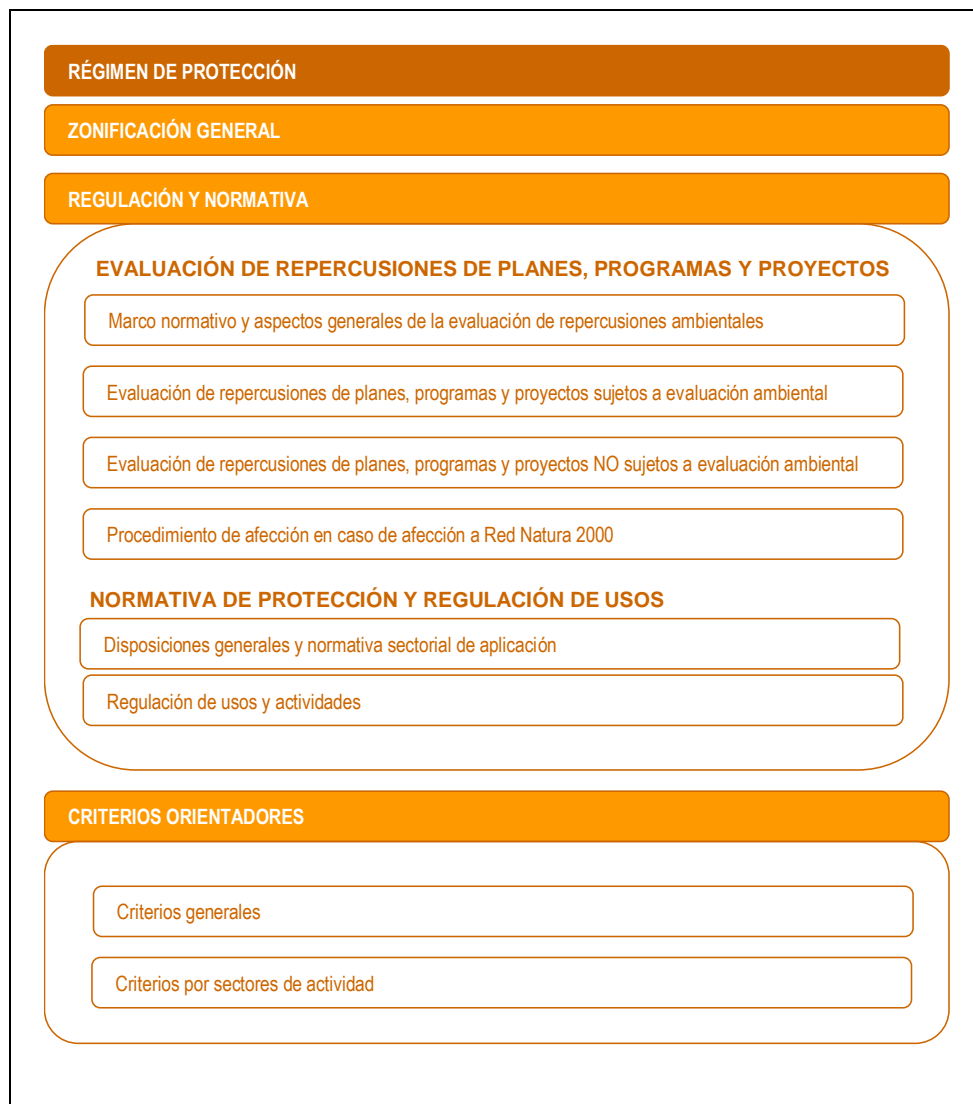 RÉGIMEN DE PROTECCIÓN
ZONIFICACIÓN GENERAL
REGULACIÓN Y NORMATIVA
EVALUACIÓN DE REPERCUSIONES DE PLANES, PROGRAMAS Y PROYECTOS
Marco normativo y aspectos generales de la evaluación de repercusiones ambientales
Evaluación de repercusiones de planes, programas y proyectos sujetos a evaluación ambiental
Evaluación de repercusiones de planes, programas y proyectos NO sujetos a evaluación ambiental
Procedimiento de afección en caso de afección a Red Natura 2000
NORMATIVA DE PROTECCIÓN Y REGULACIÓN DE USOS
Disposiciones generales y normativa sectorial de aplicación
Regulación de usos y actividades
CRITERIOS ORIENTADORES
Criterios generales
Criterios por sectores de actividad